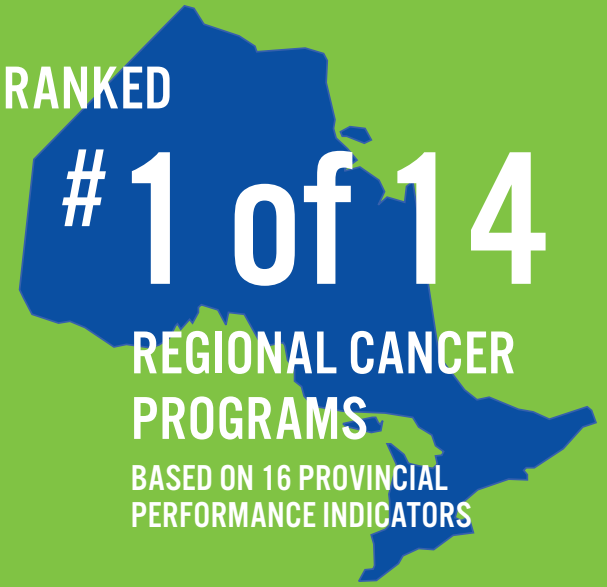 RANKED
#1 of 14
REGIONAL CANCER
PROGRAMS
BASED ON 16 PROVINCIAL
PERFORMANCE INDICATORS